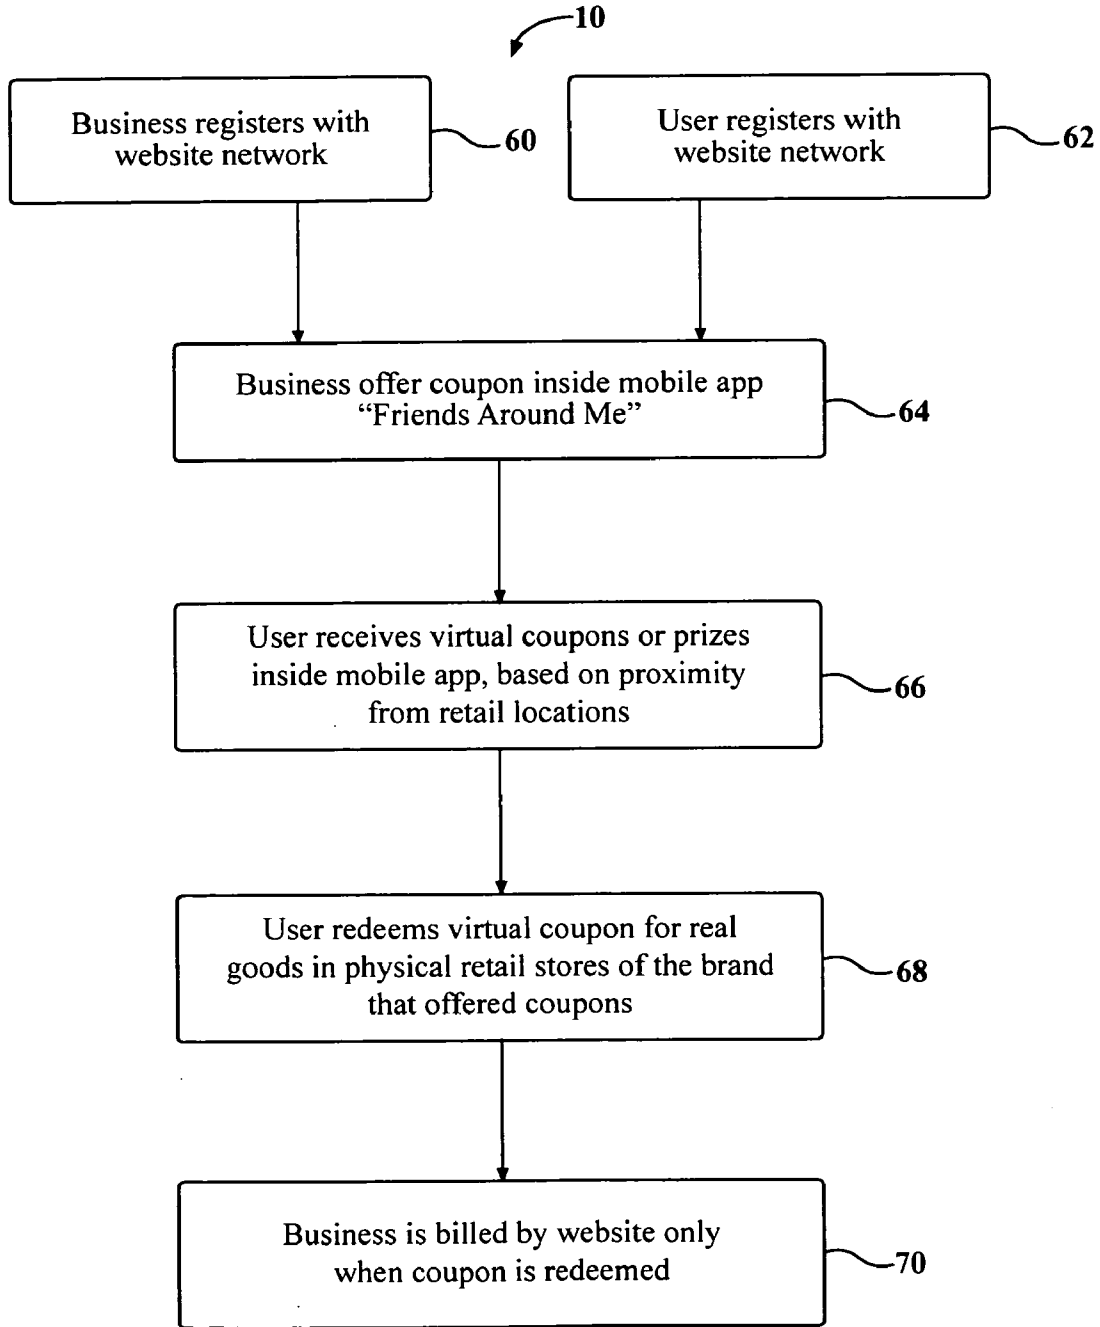 10
Business registers with
website network
60
User registers with
website network
62
Business offer coupon inside mobile app
“Friends Around Me”
64
User receives virtual coupons or prizes
inside mobile app, based on proximity
from retail locations
66
User redeems virtual coupon for real
goods in physical retail stores of the brand
that offered coupons
68
Business is billed by website only
when coupon is redeemed
70